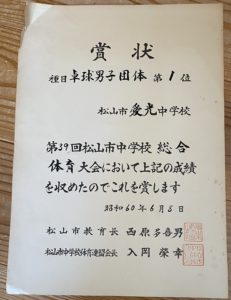 賞状
種目 卓球男子団体 第1位
松山市 愛光中学校
第39回松山市中学校 総合
体育 大会において上記の成績
を収めたのでこれを賞します
昭和60年6月8日
松山市教育長 西原多喜男
松山市中学校体育連盟会長 入岡榮幸